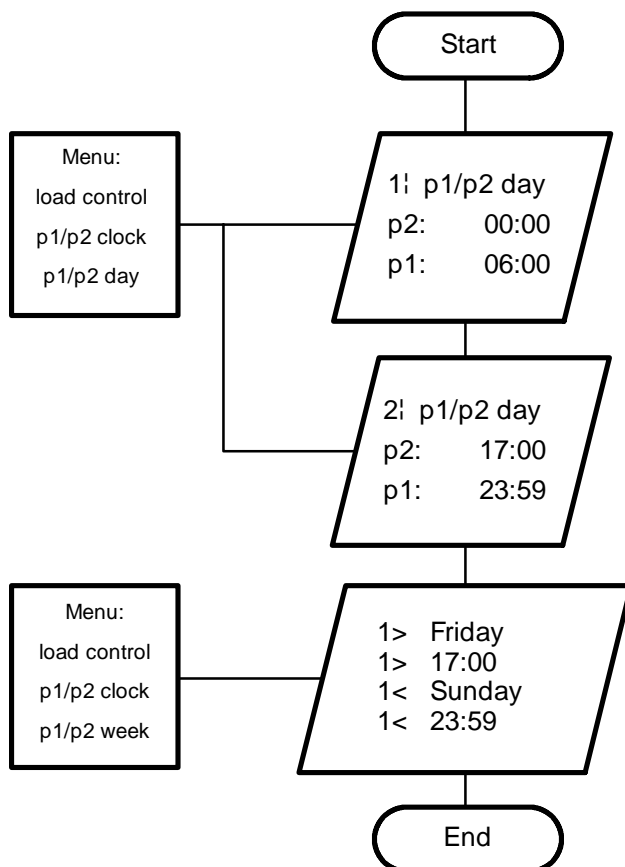 Start
Menu:
load control
p1/p2 clock
p1/p2 day
1¦ p1/p2 day
p2: 00:00
p1: 06:00
2¦ p1/p2 day
p2: 17:00
p1: 23:59
Menu:
load control
p1/p2 clock
p1/p2 week
1> Friday
1> 17:00
1< Sunday
1< 23:59
End